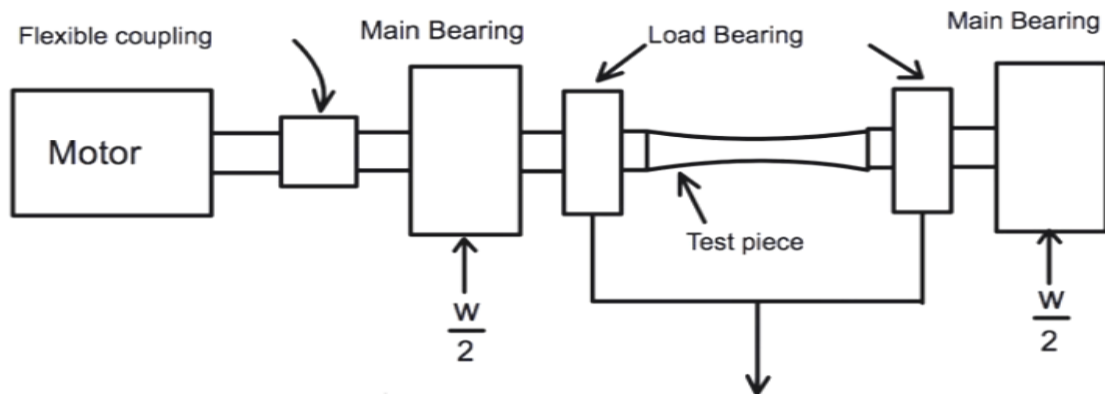 Flexible coupling
Main Bearing
Load Bearing
Main Bearing
Motor
Test piece
W
2
W
2